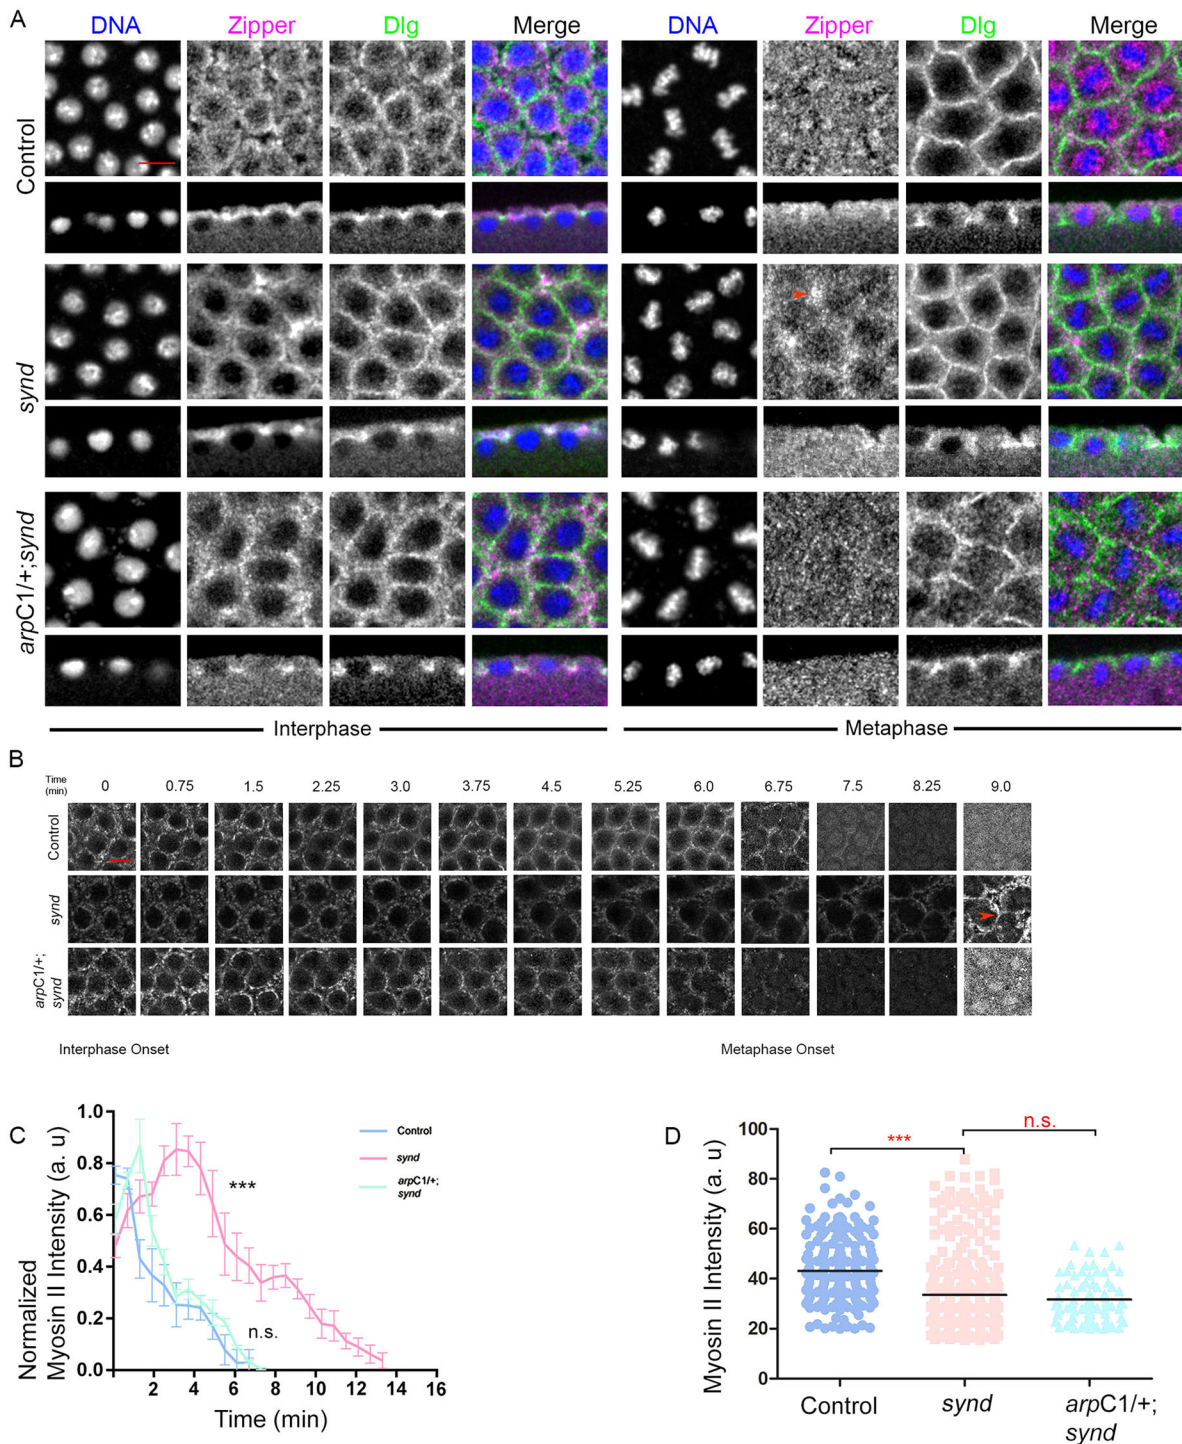 A
DNA Zipper Dlg Merge DNA Zipper Dlg Merge
Control
synd
arpC1/+;synd
Interphase Metaphase
B
Time
(min)
0 0.75 1.5 2.25 3.0 3.75 4.5 5.25 6.0 6.75 7.5 8.25 9.0
Control
synd
arpC1/+;
synd
Interphase Onset Metaphase Onset
C
Normalized
Myosin II Intensity (a. u)
1.0
0.8
0.6
0.4
0.2
0.0
2 4 6 8 10 12 14 16
Time (min)
Control
synd
arpC1/+;
synd
***
n.s.
D
Myosin II Intensity (a. u)
100
80
60
40
20
0
***
n.s.
Control synd arpC1/+;
synd